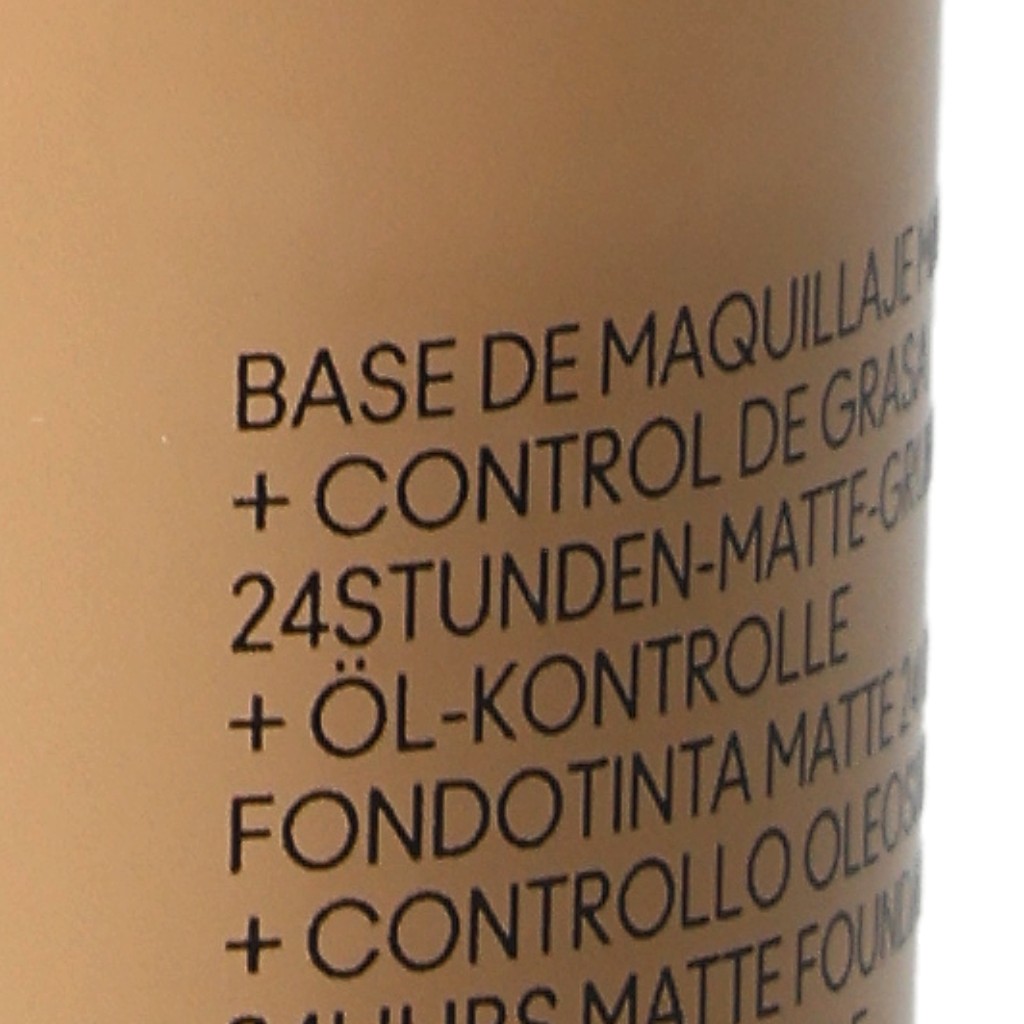 BASE DE MAQUILLAJE
+ CONTROL DE GRASA
24STUNDEN-MATTE-
+ ÖL-KONTROLLE
FONDOTINTA MATTE
+ CONTROLLO
MATTE